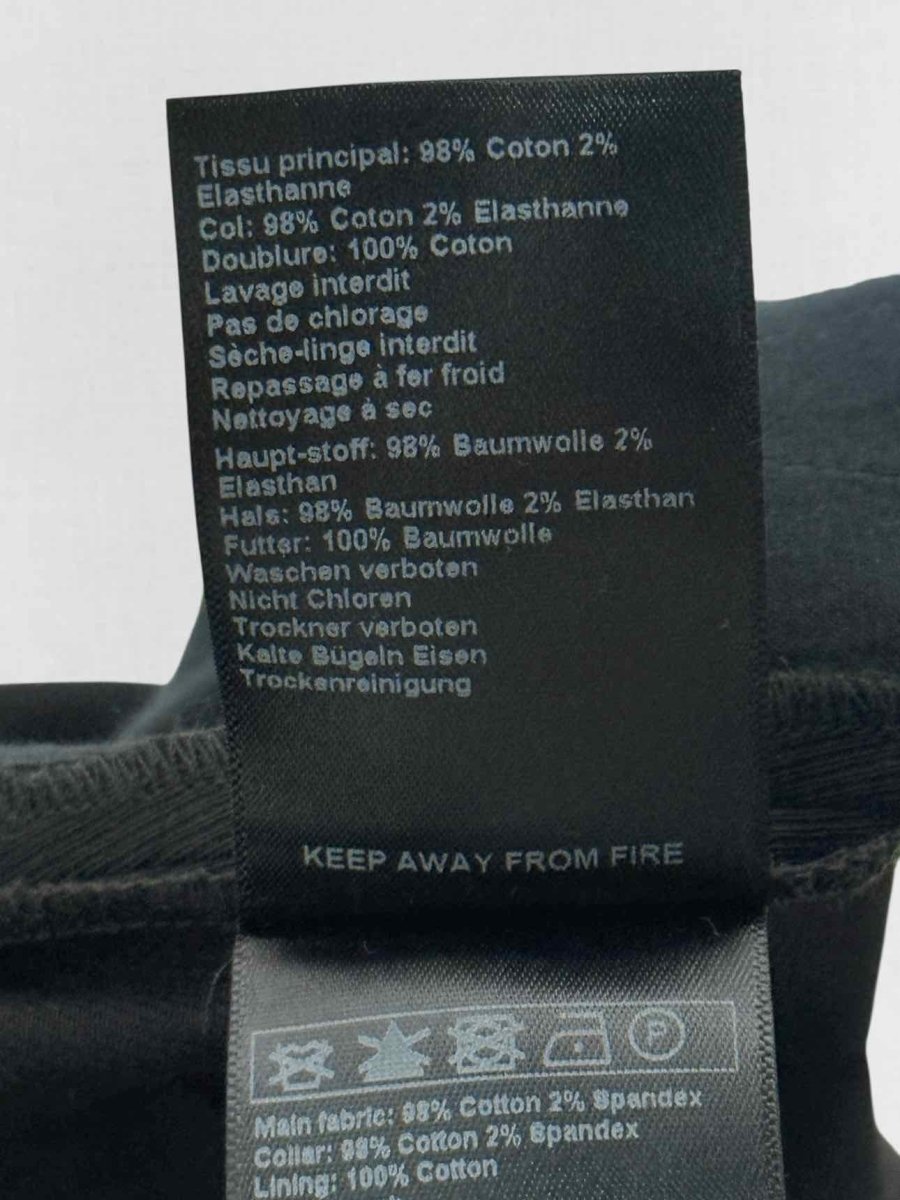 Tissu principal: 98% Coton 2%
Elasthanne
Col: 98% Coton 2% Elasthanne
Doublure: 100% Coton
Lavage interdit
Pas de chlorage
Sèche-linge interdit
Repassage à fer froid
Nettoyage à sec
Haupt-stoff: 98% Baumwolle 2%
Elasthan
Hals: 98% Baumwolle 2% Elasthan
Futter: 100% Baumwolle
Waschen verboten
Nicht Chloren
Trockner verboten
Kalte Bügeln Eisen
Trockenreinigung
KEEP AWAY FROM FIRE
P
Main fabric: 98% Cotton 2% Spandex
Collar: 98% Cotton 2% Spandex
Lining: 100% Cotton